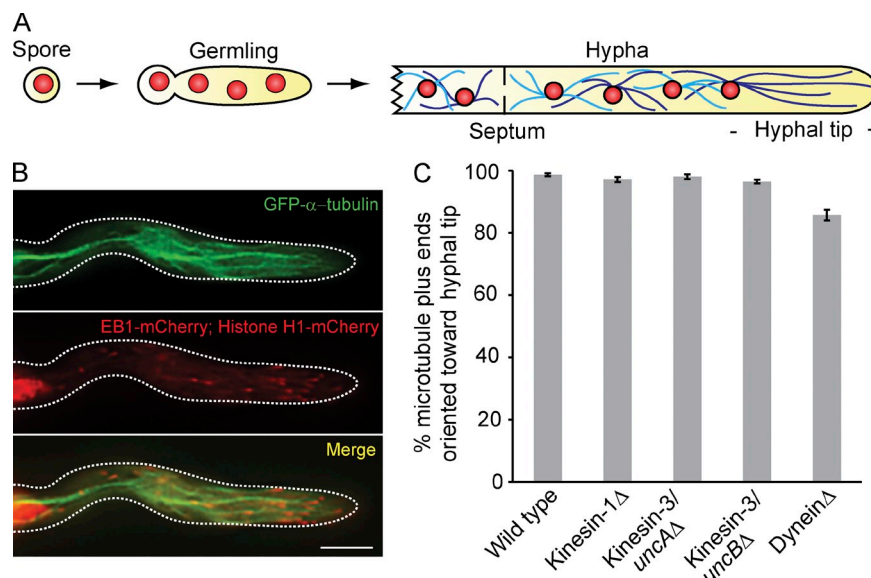 A
Spore
Germling
Hypha
Septum
- Hyphal tip +
B
GFP-α-tubulin
EB1-mCherry; Histone H1-mCherry
Merge
C
% microtubule plus ends
oriented toward hyphal tip
100
80
60
40
20
0
Wild type
Kinesin-1Δ
Kinesin-3/
uncAΔ
Kinesin-3/
uncBΔ
DyneinΔ